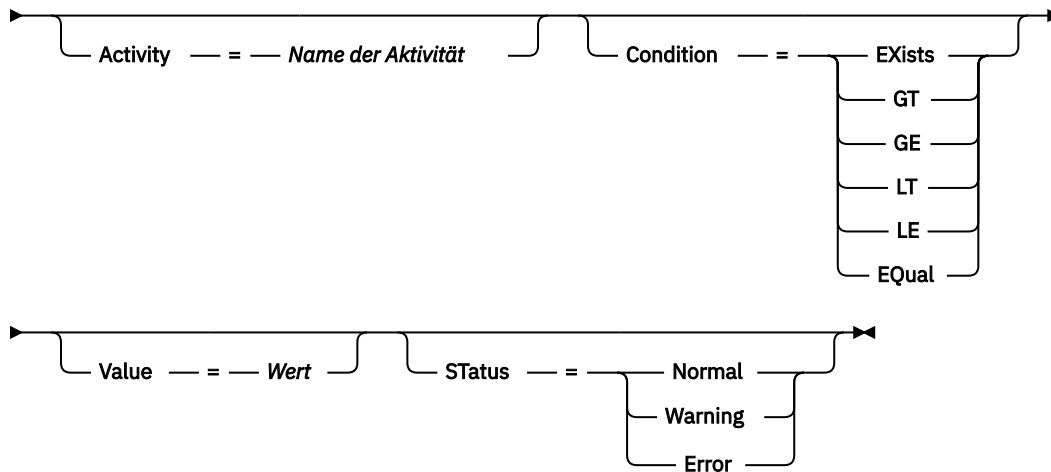 Activity = Name der Aktivität Condition = EXists
GT
GE
LT
LE
EQual
Value = Wert STatus = Normal
Warning
Error